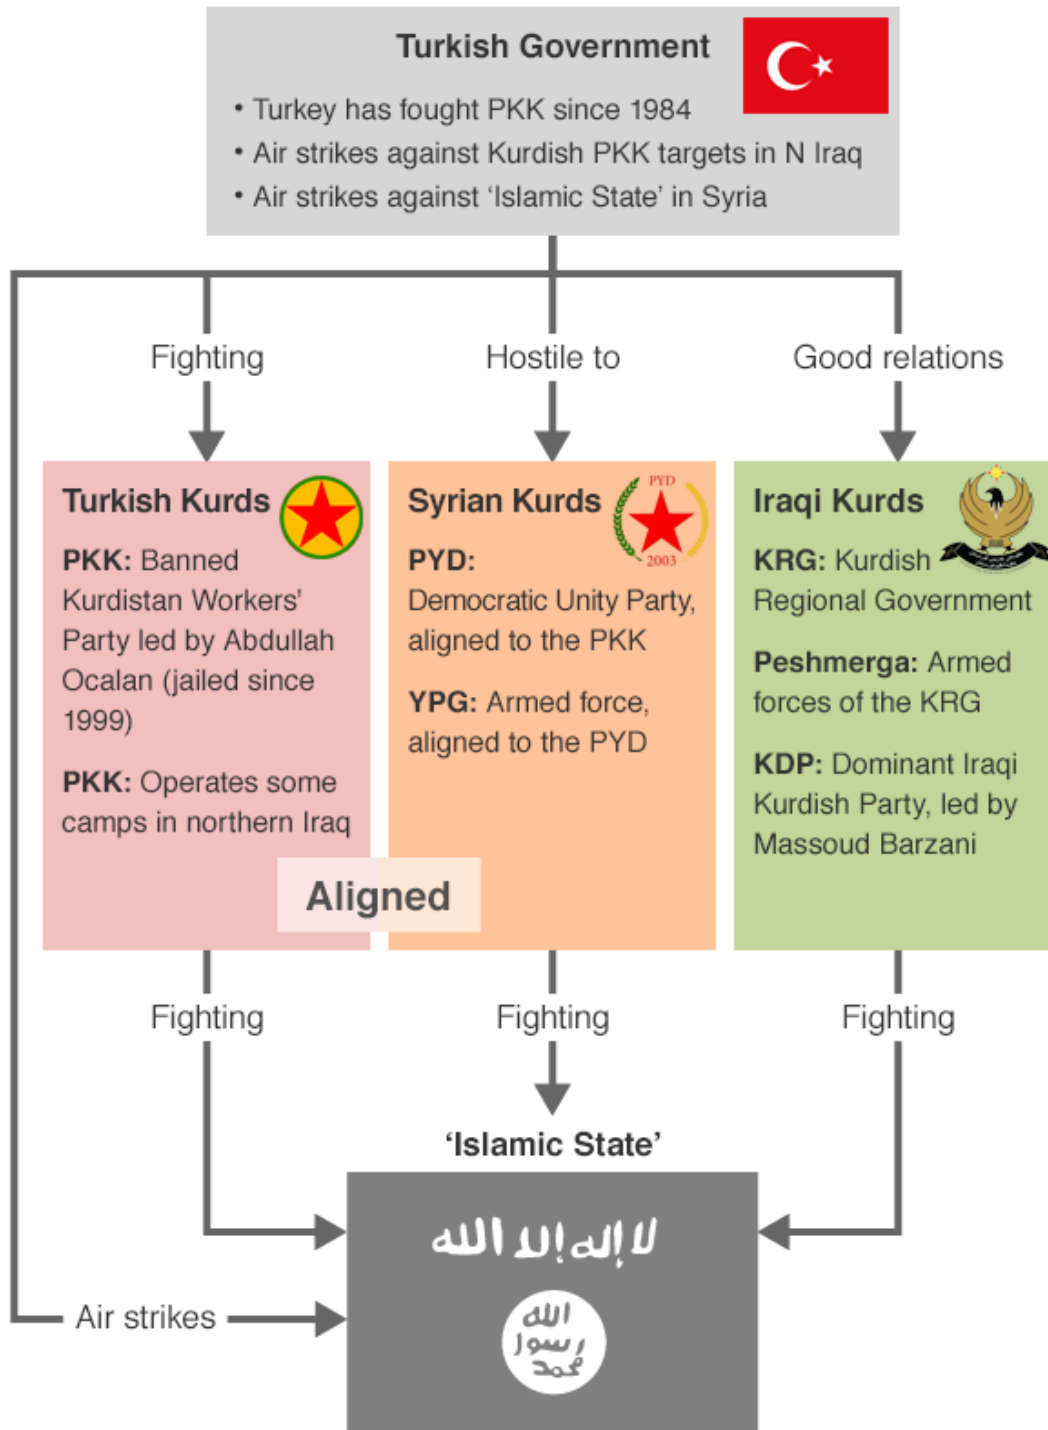 Turkish Government
• Turkey has fought PKK since 1984
• Air strikes against Kurdish PKK targets in N Iraq
• Air strikes against ‘Islamic State’ in Syria
Fighting
Hostile to
Good relations
Turkish Kurds
PKK: Banned
Kurdistan Workers'
Party led by Abdullah
Ocalan (jailed since
1999)
PKK: Operates some
camps in northern Iraq
Syrian Kurds
PYD
2003
PYD:
Democratic Unity Party,
aligned to the PKK
YPG: Armed force,
aligned to the PYD
Iraqi Kurds
KRG: Kurdish
Regional Government
Peshmerga: Armed
forces of the KRG
KDP: Dominant Iraqi
Kurdish Party, led by
Massoud Barzani
Aligned
Fighting
Fighting
Fighting
‘Islamic State’
لا إله إلا الله
الله
رسول
محمد
Air strikes